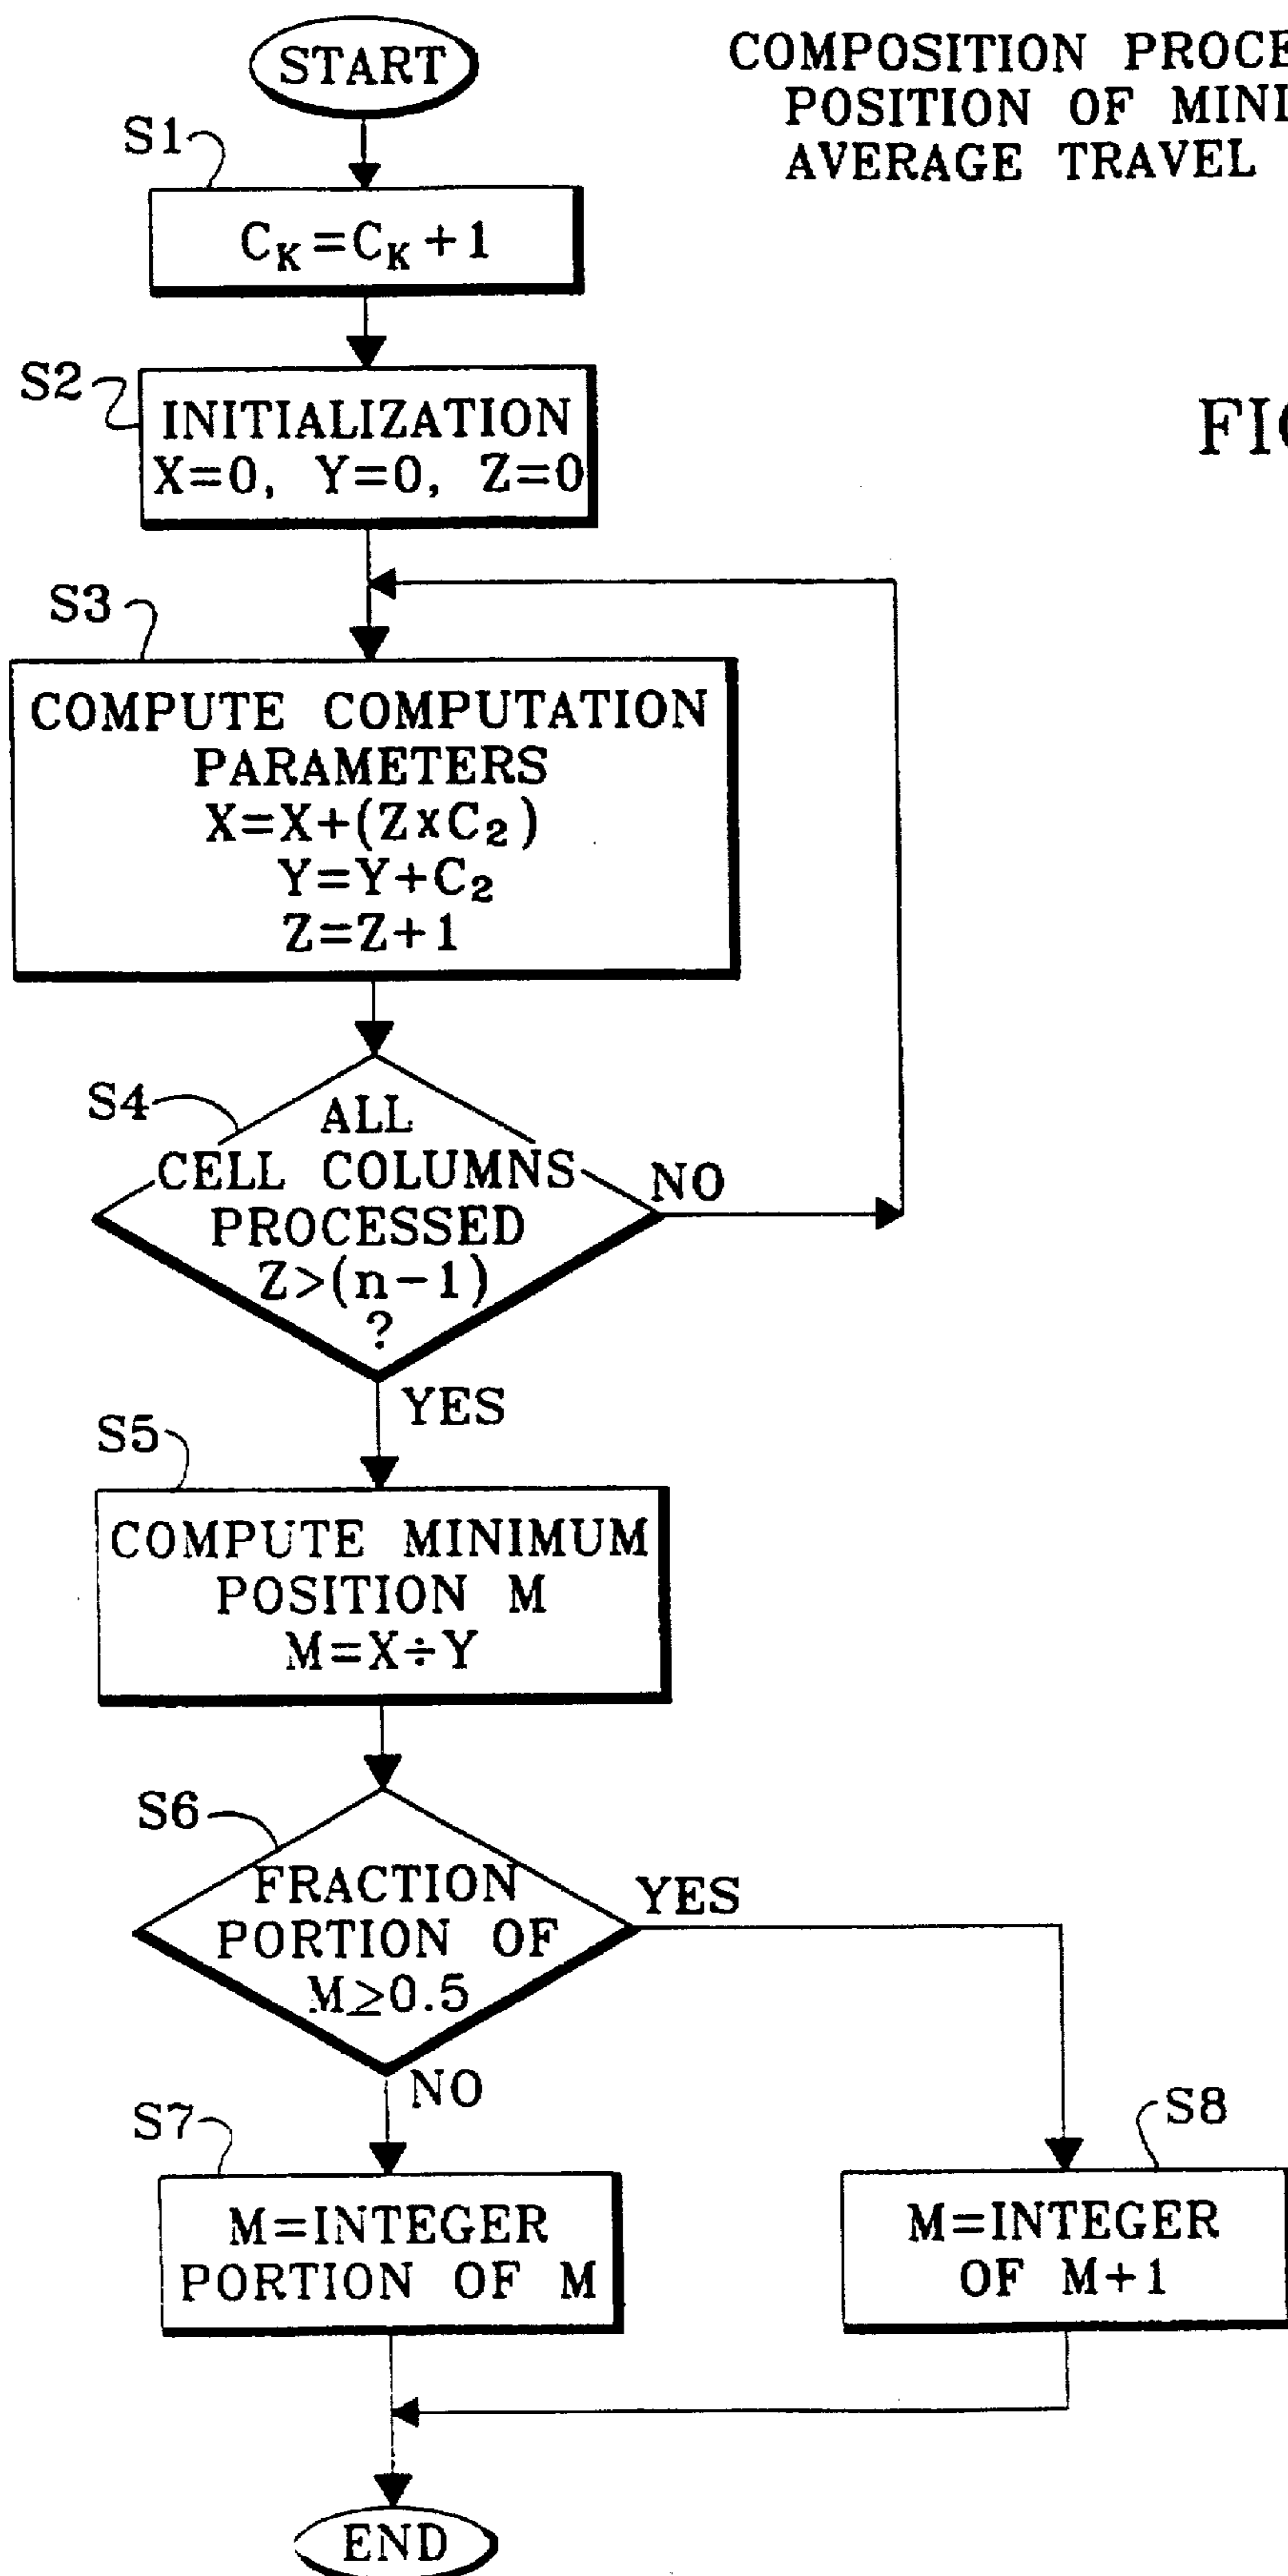 START
COMPOSITION PROCE
POSITION OF MINI
AVERAGE TRAVEL
S1
C_K=C_K+1
FIG
S2
INITIALIZATION
X=0, Y=0, Z=0
S3
COMPUTE COMPUTATION
PARAMETERS
X=X+(Z×C₂)
Y=Y+C₂
Z=Z+1
S4
ALL
CELL COLUMNS
PROCESSED
Z>(n-1)
?
NO
YES
S5
COMPUTE MINIMUM
POSITION M
M=X÷Y
S6
FRACTION
PORTION OF
M≥0.5
YES
NO
S7
M=INTEGER
PORTION OF M
S8
M=INTEGER
OF M+1
END